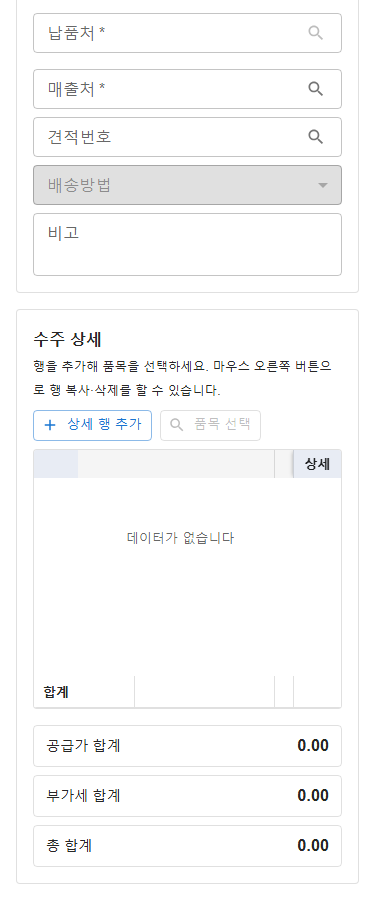 납품처 *
매출처 *
견적번호
배송방법
비고
수주 상세
행을 추가해 품목을 선택하세요. 마우스 오른쪽 버튼으
로 행 복사·삭제를 할 수 있습니다.
상세 행 추가
품목 선택
상세
데이터가 없습니다
합계
공급가 합계 0.00
부가세 합계 0.00
총 합계 0.00